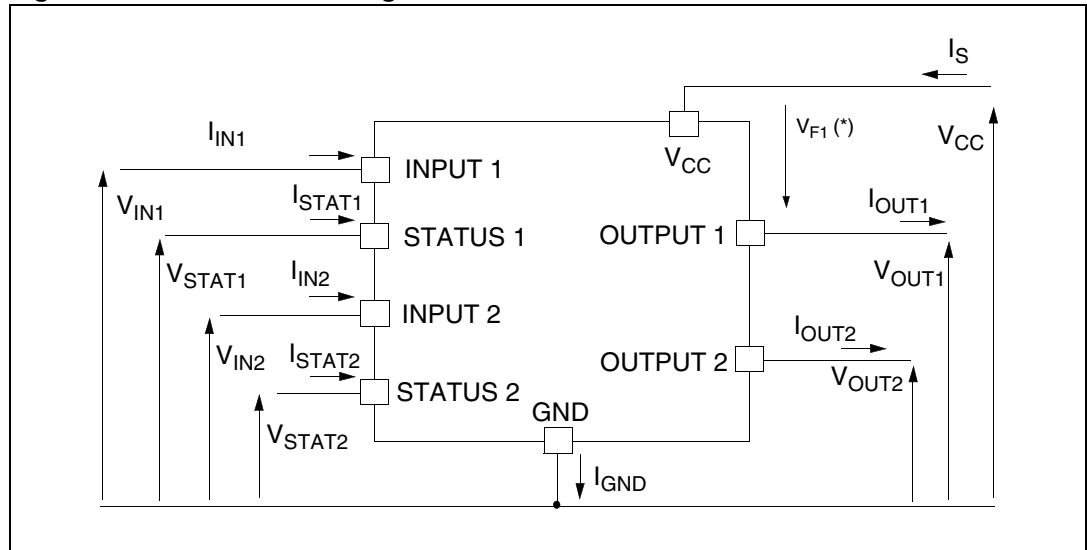 I_S
V_F1 (*)
V_CC
V_CC
I_IN1
INPUT 1
V_IN1
I_STAT1
STATUS 1
OUTPUT 1
I_OUT1
V_STAT1
V_OUT1
I_IN2
INPUT 2
I_OUT2
V_IN2
I_STAT2
OUTPUT 2
V_OUT2
STATUS 2
GND
V_STAT2
I_GND